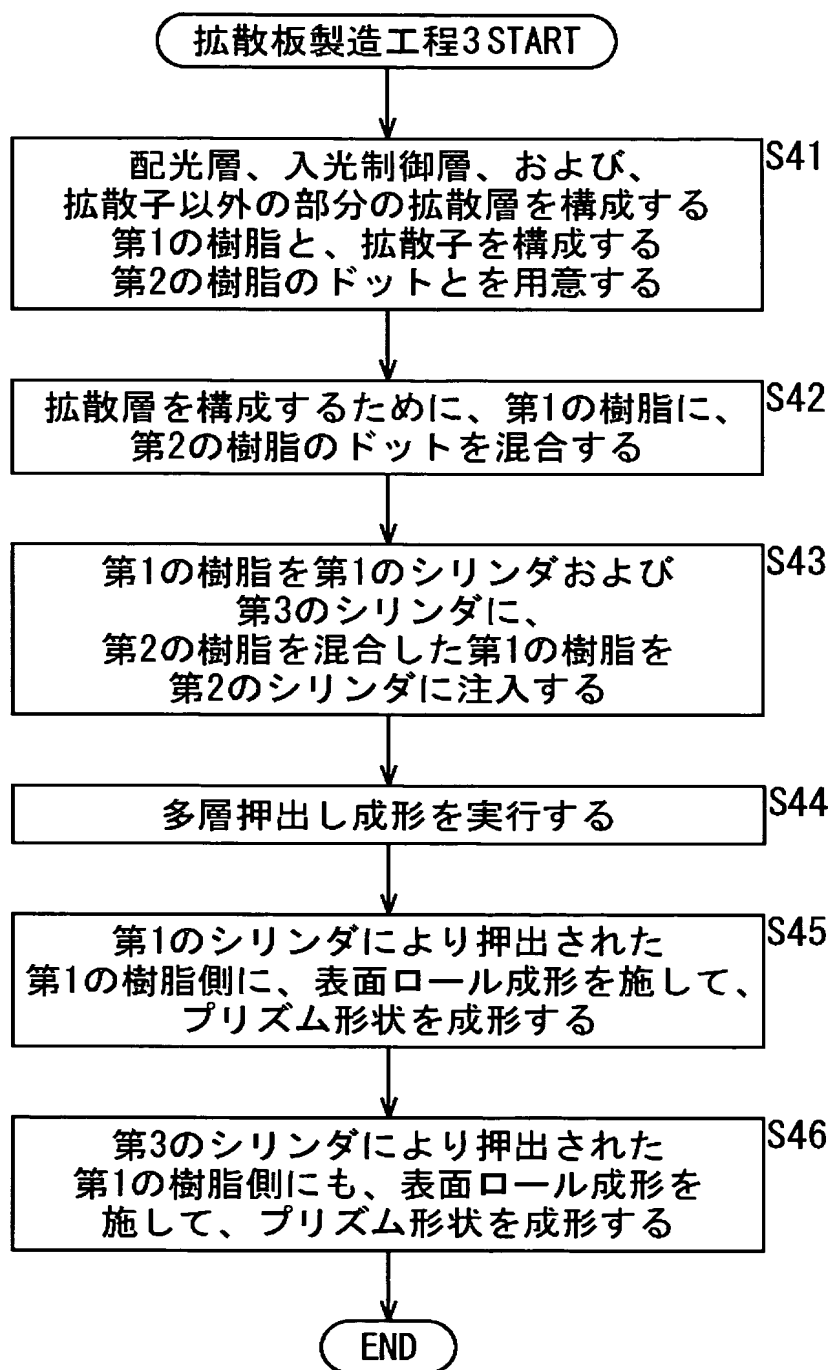 拡散板製造工程3 START
S41
配光層、入光制御層、および、
拡散子以外の部分の拡散層を構成する
第1の樹脂と、拡散子を構成する
第2の樹脂のドットとを用意する
S42
拡散層を構成するために、第1の樹脂に、
第2の樹脂のドットを混合する
S43
第1の樹脂を第1のシリンダおよび
第3のシリンダに、
第2の樹脂を混合した第1の樹脂を
第2のシリンダに注入する
S44
多層押出し成形を実行する
S45
第1のシリンダにより押出された
第1の樹脂側に、表面ロール成形を施して、
プリズム形状を成形する
S46
第3のシリンダにより押出された
第1の樹脂側にも、表面ロール成形を
施して、プリズム形状を成形する
END